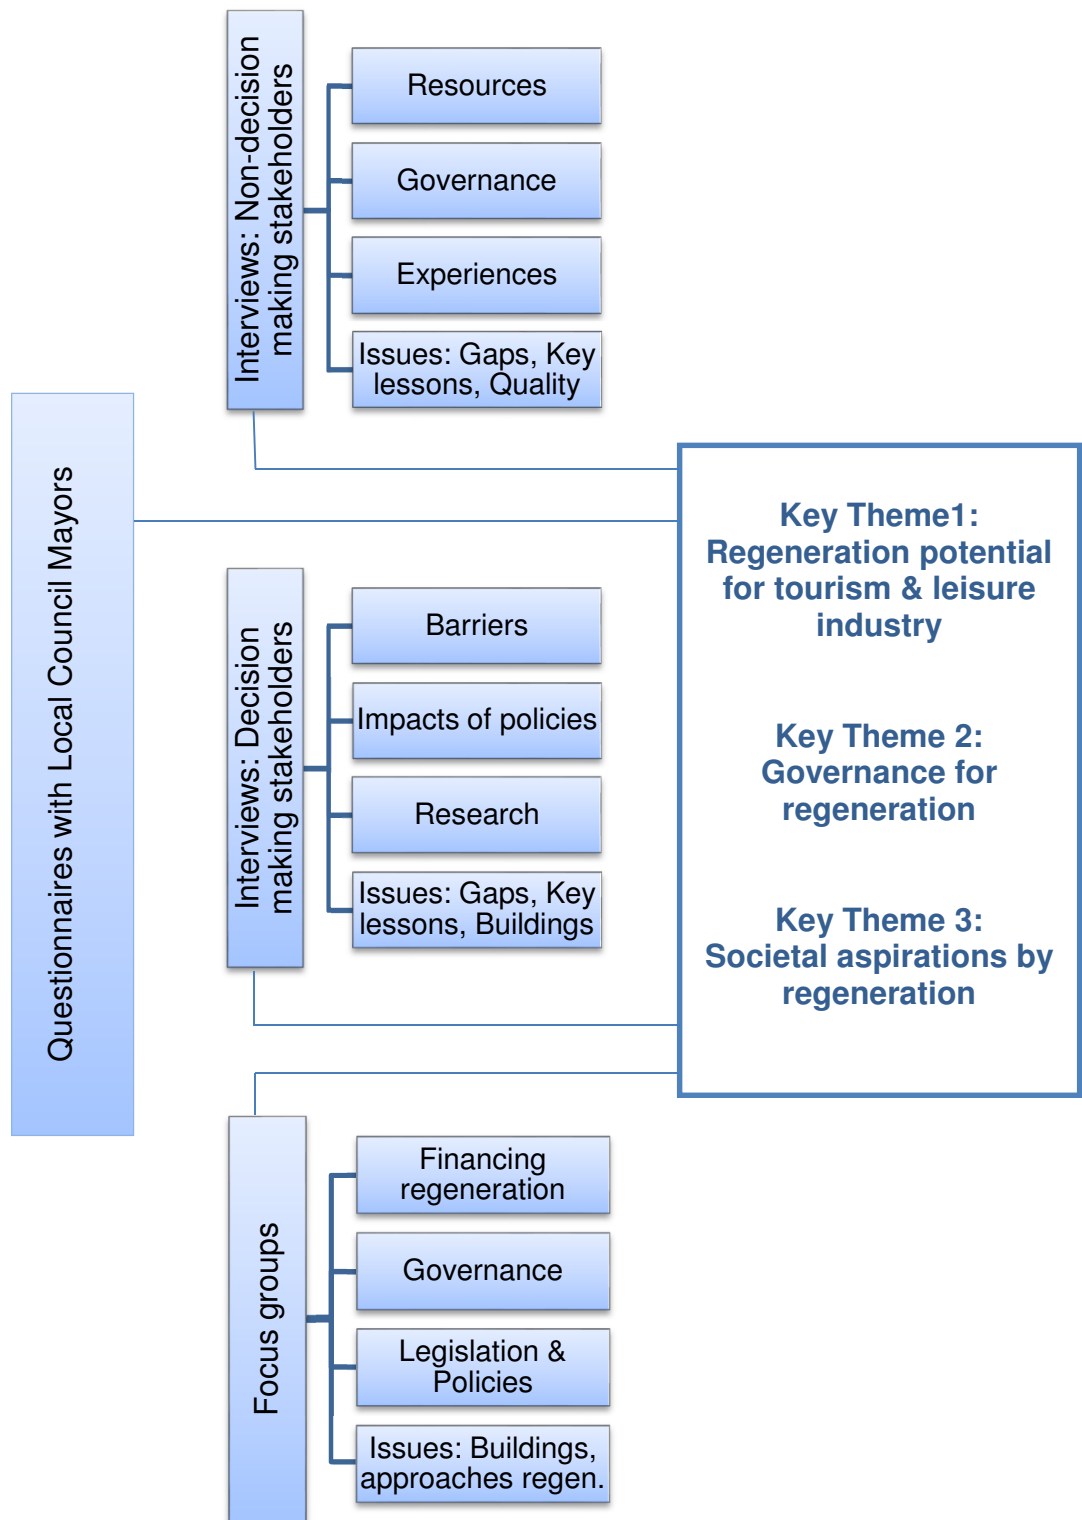 Interviews: Non-decision
making stakeholders
Resources
Governance
Experiences
Issues: Gaps, Key
lessons, Quality
Questionnaires with Local Council Mayors
Interviews: Decision
making stakeholders
Barriers
Impacts of policies
Research
Issues: Gaps, Key
lessons, Buildings
Key Theme1:
Regeneration potential
for tourism & leisure
industry
Key Theme 2:
Governance for
regeneration
Key Theme 3:
Societal aspirations by
regeneration
Focus groups
Financing
regeneration
Governance
Legislation &
Policies
Issues: Buildings,
approaches regen.